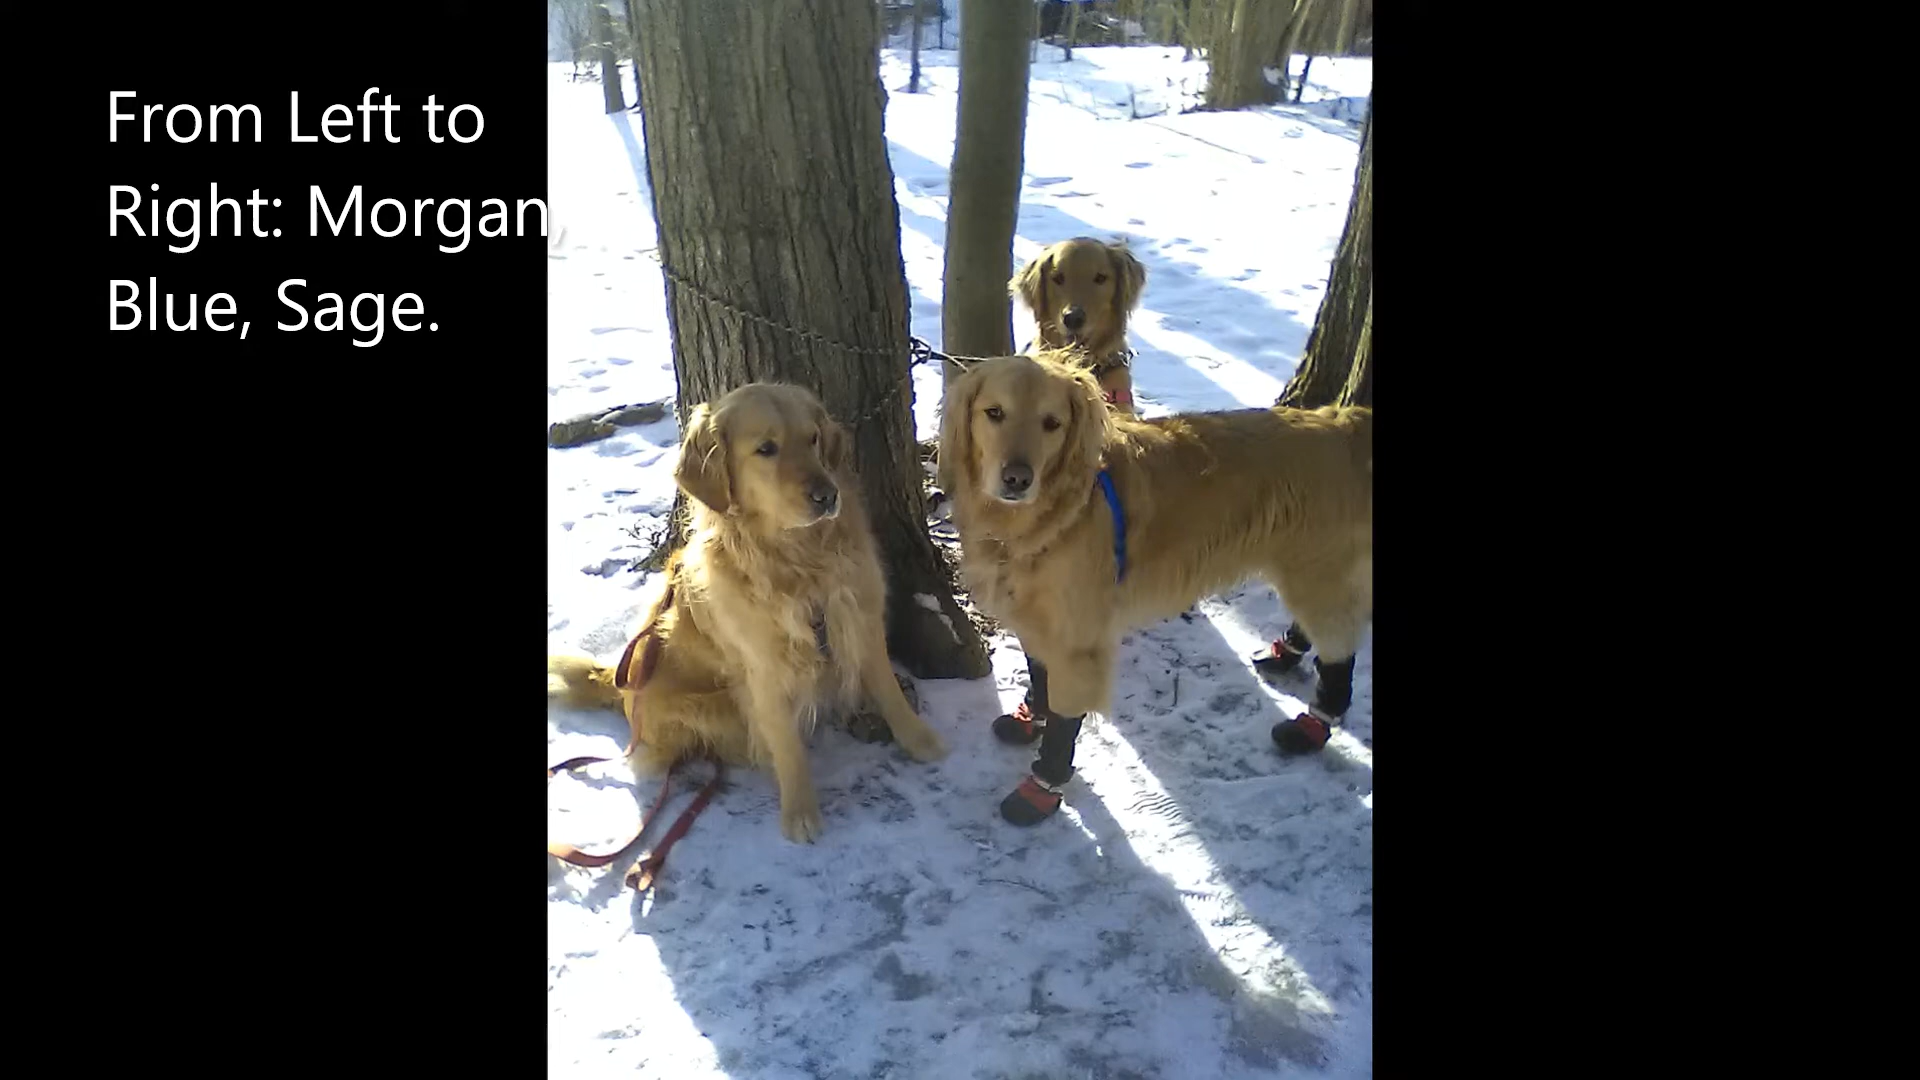 From Left to
Right: Morgan,
Blue, Sage.